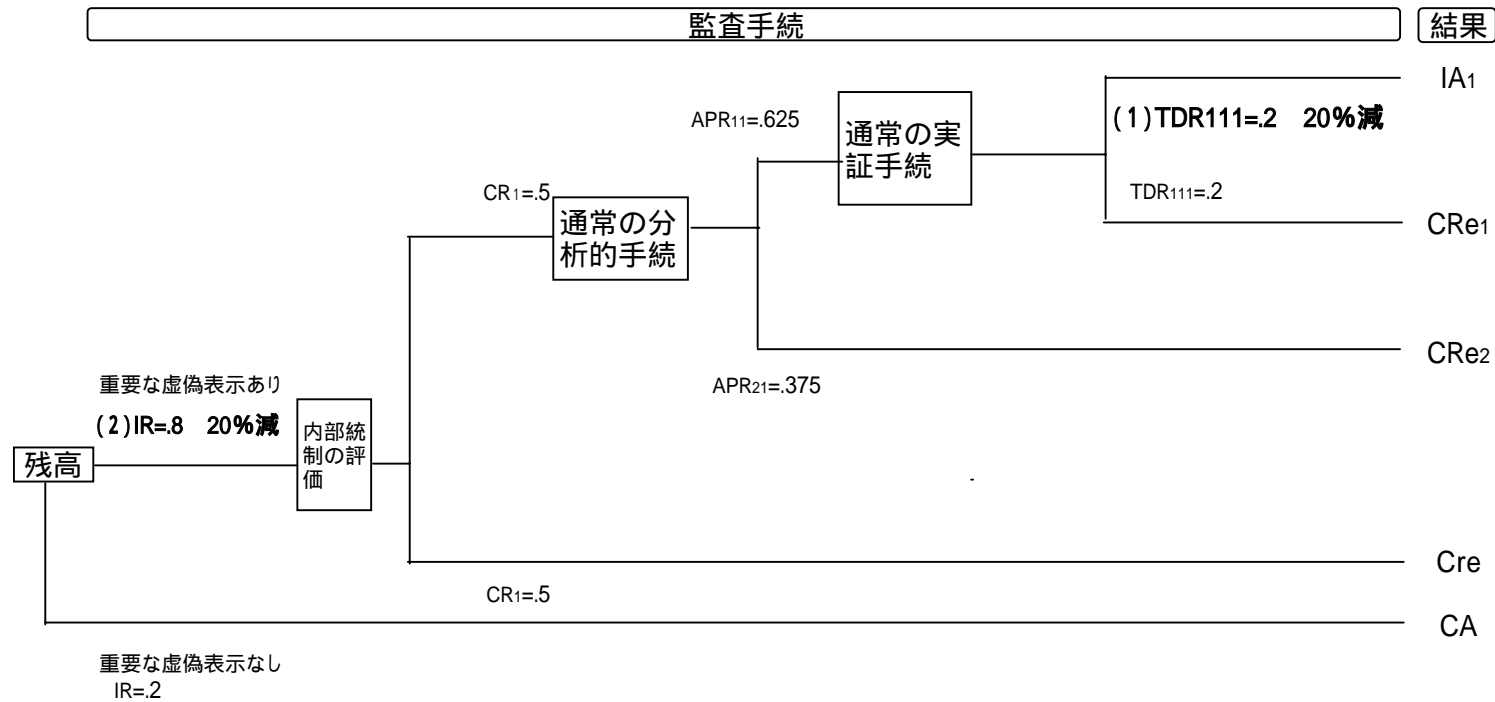 監査手続
結果
IA1
APR11=.625
通常の実
証手続
(1)TDR111=.2 20%減
CR1=.5
TDR111=.2
通常の分
析的手続
CRe1
CRe2
重要な虚偽表示あり
APR21=.375
(2)IR=.8 20%減
内部統
制の評
価
残高
Cre
CR1=.5
CA
重要な虚偽表示なし
IR=.2